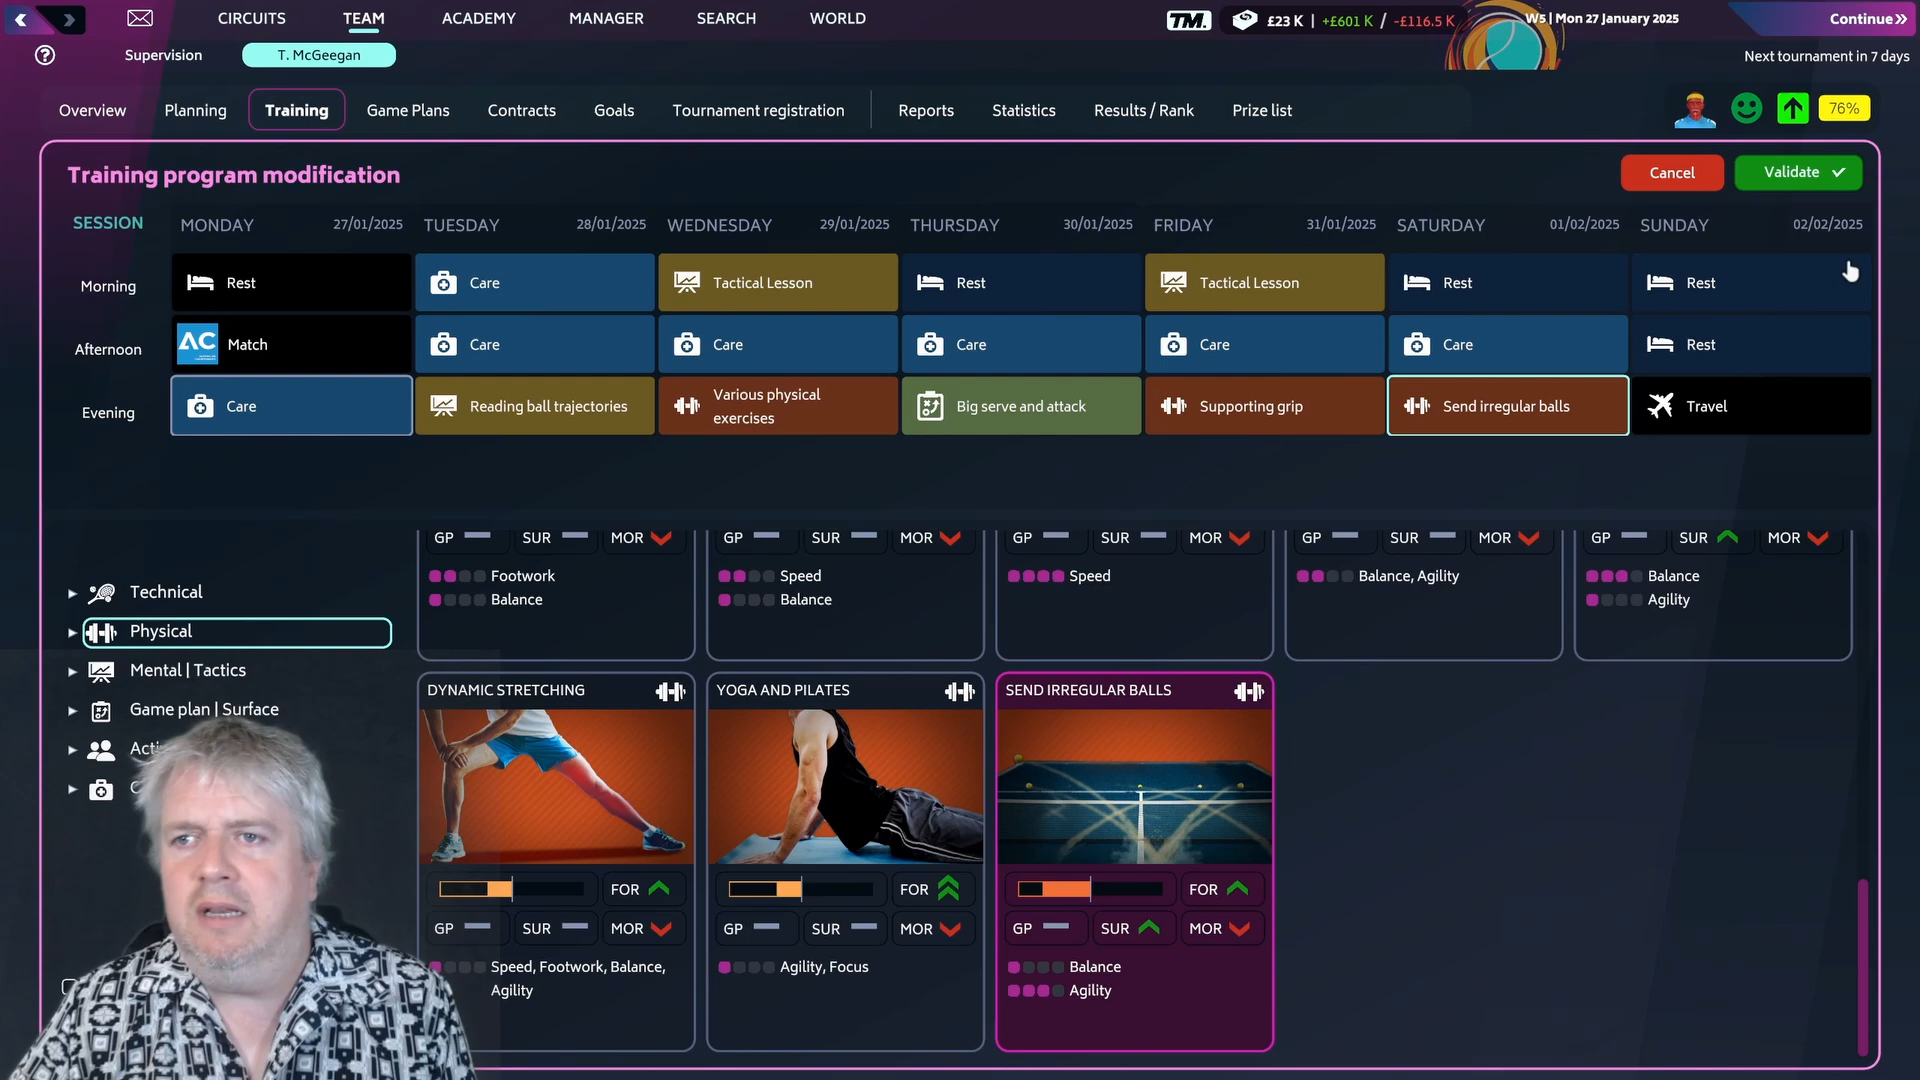 CIRCUITS TEAM ACADEMY MANAGER SEARCH WORLD
TM. £23 K | +£601 K / -£116.5 K
W5 | Mon 27 January 2025
Continue
Supervision T. McGeegan
Next tournament in 7 days
Overview Planning Training Game Plans Contracts Goals Tournament registration Reports Statistics Results / Rank Prize list
76%
Training program modification
Cancel Validate
SESSION MONDAY 27/01/2025 TUESDAY 28/01/2025 WEDNESDAY 29/01/2025 THURSDAY 30/01/2025 FRIDAY 31/01/2025 SATURDAY 01/02/2025 SUNDAY 02/02/2025
Morning Rest Care Tactical Lesson Rest Tactical Lesson Rest Rest
Afternoon AC Match Care Care Care Care Care Rest
Evening Care Reading ball trajectories Various physical exercises Big serve and attack Supporting grip Send irregular balls Travel
GP SUR MOR GP SUR MOR GP SUR MOR GP SUR MOR GP SUR MOR
Footwork Speed Speed Balance, Agility Balance
Balance Balance Agility
Technical
Physical
Mental | Tactics
Game plan | Surface
DYNAMIC STRETCHING YOGA AND PILATES SEND IRREGULAR BALLS
FOR FOR FOR
GP SUR MOR GP SUR MOR GP SUR MOR
Speed, Footwork, Balance, Agility, Focus Balance
Agility Agility